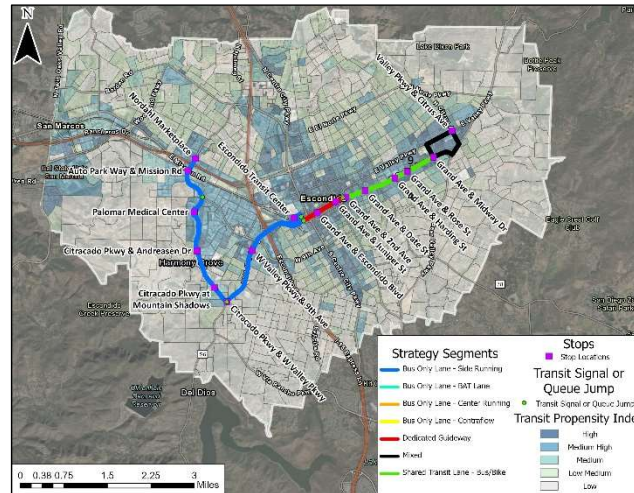 N
Lake Dixon Park
San Marcos
Nordahl Marketplace
Auto Park Way & Mission Rd
Palomar Medical Center
Citracado Pkwy & Andreasen Dr
Harmony Grove
Citracado Pkwy at
Mountain Shadows
Citracado Pkwy & W Valley Pkwy
W Valley Pkwy & 9th Ave
Escondido Transit Center
Grand Ave & Escondido Blvd
Grand Ave & Juniper St
Grand Ave & 2nd Ave
Grand Ave & Date St
Grand Ave & Harding St
Grand Ave & Rose St
Grand Ave & Midway Dr
Valley Pkwy & Citrus Ave
E Valley Pkwy
Escondido
Creek Preserve
Del Dios
0 0.38 0.75 1.5 2.25 3
Miles
Strategy Segments
Bus Only Lane - Side Running
Bus Only Lane - BAT Lane
Bus Only Lane - Center Running
Bus Only Lane - Contraflow
Dedicated Guideway
Mixed
Shared Transit Lane - Bus/Bike
Stops
Stop Locations
Transit Signal or
Queue Jump
Transit Signal or Queue Jump
Transit Propensity Index
High
Medium High
Medium
Low Medium
Low